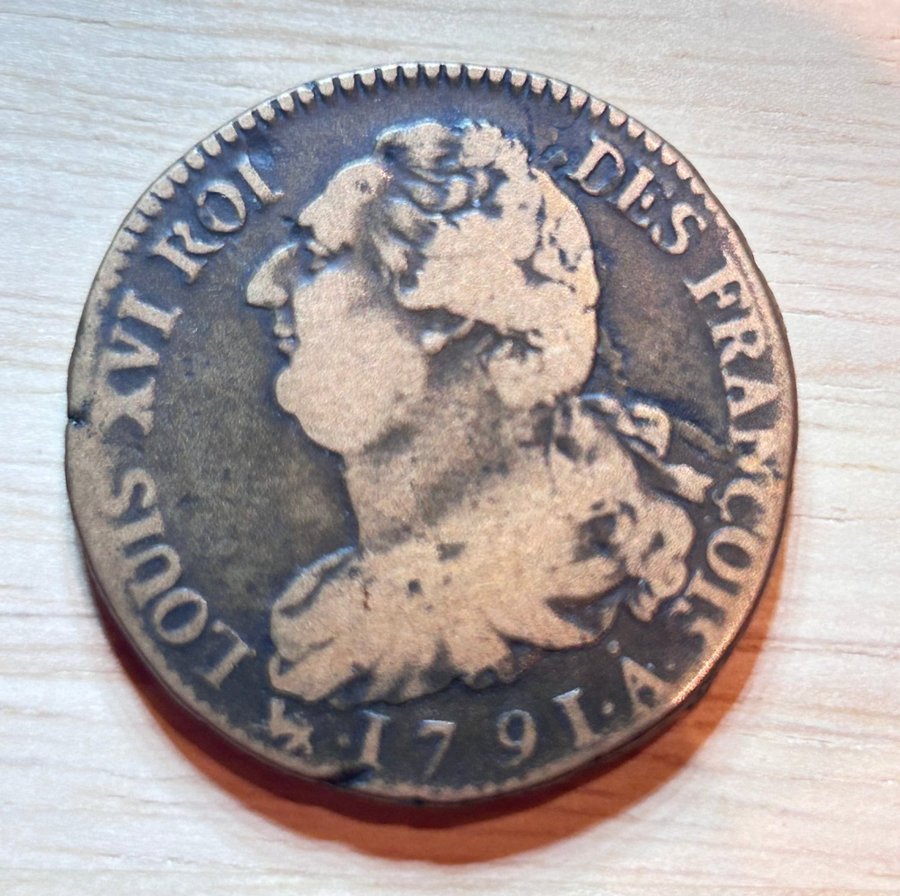 LOUIS XVI ROI DES FRANÇOIS
·1791·A